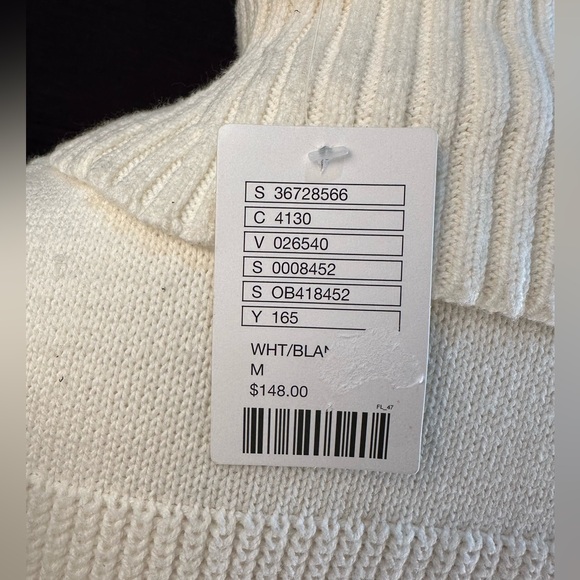 S 36728566
C 4130
V 026540
S 0008452
S OB418452
Y 165
WHT/BLAN
M
$148.00
FL_47